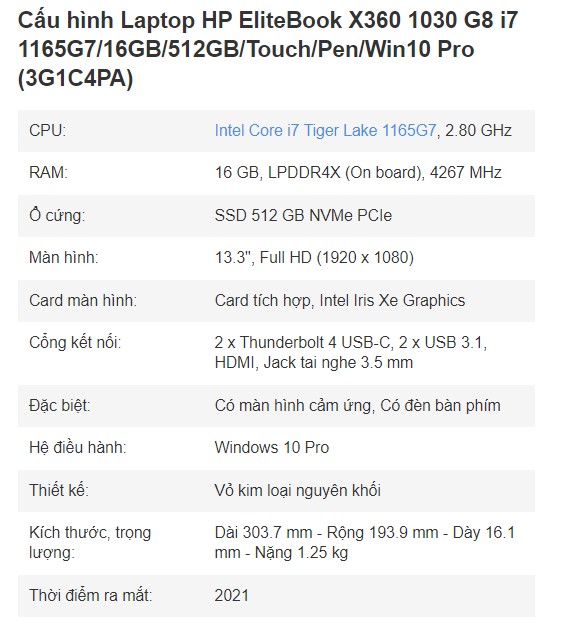 Cấu hình Laptop HP EliteBook X360 1030 G8 i7
1165G7/16GB/512GB/Touch/Pen/Win10 Pro
(3G1C4PA)
CPU: Intel Core i7 Tiger Lake 1165G7, 2.80 GHz
RAM: 16 GB, LPDDR4X (On board), 4267 MHz
Ổ cứng: SSD 512 GB NVMe PCIe
Màn hình: 13.3", Full HD (1920 x 1080)
Card màn hình: Card tích hợp, Intel Iris Xe Graphics
Cổng kết nối: 2 x Thunderbolt 4 USB-C, 2 x USB 3.1,
HDMI, Jack tai nghe 3.5 mm
Đặc biệt: Có màn hình cảm ứng, Có đèn bàn phím
Hệ điều hành: Windows 10 Pro
Thiết kế: Vỏ kim loại nguyên khối
Kích thước, trọng Dài 303.7 mm - Rộng 193.9 mm - Dày 16.1
lượng: mm - Nặng 1.25 kg
Thời điểm ra mắt: 2021